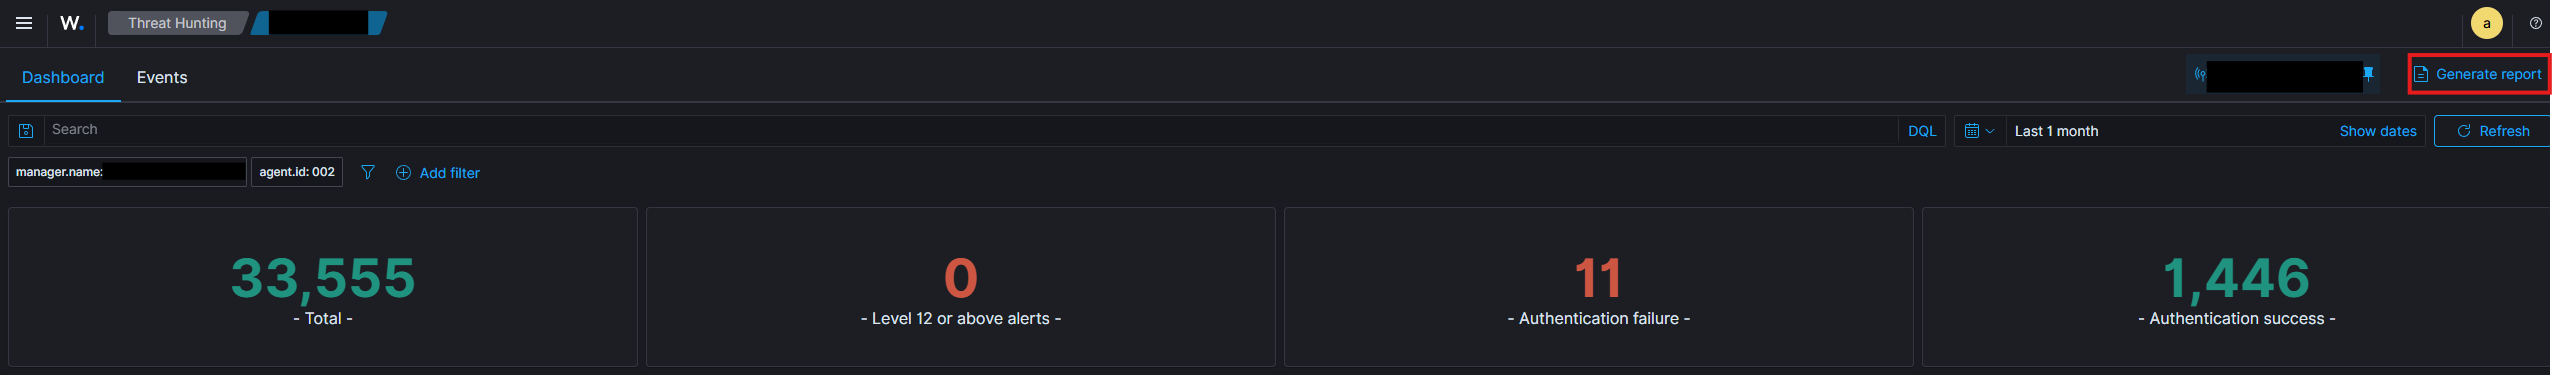 W. Threat Hunting a
Dashboard Events Generate report
Search DQL Last 1 month Show dates Refresh
manager.name: agent.id: 002 Add filter
33,555 0 11 1,446
- Total - - Level 12 or above alerts - - Authentication failure - - Authentication success -